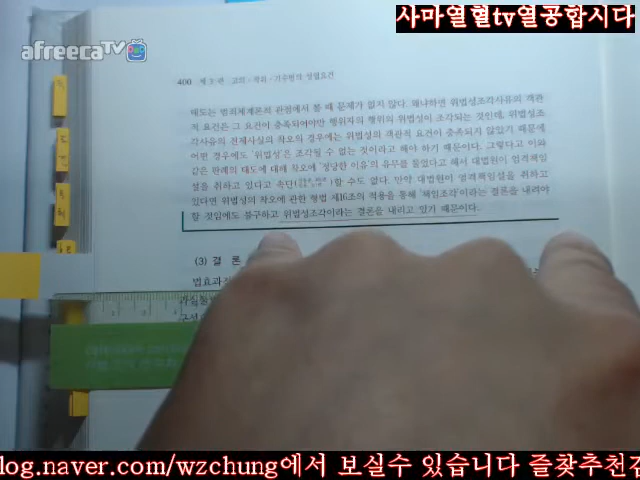 사마열혈tv열공합시다
afreecaTV
400 제 3 편 고의·착오·기수범의 성립요건
태도는 범죄체계론적 관점에서 볼 때 문제가 없지 않다. 왜냐하면 위법성조각사유의 객관
적 요건은 그 요건이 충족되어야만 행위자의 행위의 위법성이 조각되는 것인데, 위법성조
각사유의 전제사실의 착오의 경우에는 위법성의 객관적 요건이 충족되지 않았기 때문에
어떤 경우에도 '위법성'은 조각될 수 없는 것이라고 해야 하기 때문이다. 그렇다고 이와
같은 판례의 태도에 대해 착오에 '정당한 이유'의 유무를 물었다고 해서 대법원이 엄격책임
설을 취하고 있다고 속단할 수도 없다. 만약 대법원이 엄격책임설을 취하고
있다면 위법성의 착오에 관한 형법 제16조의 적용을 통해 '책임조각'이라는 결론을 내려야
할 것임에도 불구하고 위법성조각이라는 결론을 내리고 있기 때문이다.
(3) 결 론
법효과
구성
log.naver.com/wzchung에서 보실수 있습니다 즐찾추천감